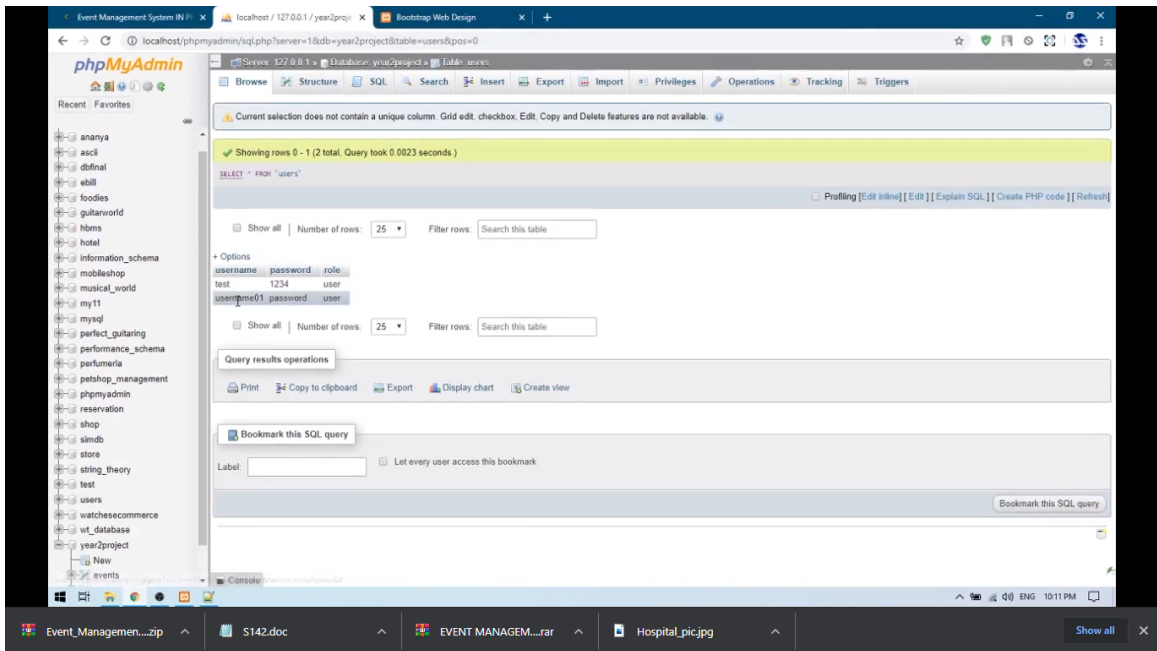 Event Management System IN P
localhost / 127.0.0.1 / year2proje
Bootstrap Web Design
localhost/phpmyadmin/sql.php?server=1&db=year2project&table=users&pos=0
phpMyAdmin
Recent Favorites
ananya
ascii
dbfinal
ebill
foodies
guitarworld
hbms
hotel
information_schema
mobileshop
musical_world
my11
mysql
perfect_guitaring
performance_schema
perfumeria
petshop_management
phpmyadmin
reservation
shop
simdb
store
string_theory
test
users
watchesecommerce
wt_database
year2project
New
events
Server: 127.0.0.1 » Database: year2project » Table: users
Browse Structure SQL Search Insert Export Import Privileges Operations Tracking Triggers
Current selection does not contain a unique column. Grid edit, checkbox, Edit, Copy and Delete features are not available.
Showing rows 0 - 1 (2 total, Query took 0.0023 seconds.)
SELECT * FROM `users`
Profiling [Edit inline] [ Edit ] [ Explain SQL ] [ Create PHP code ] [ Refresh]
Show all | Number of rows: 25 Filter rows: Search this table
+ Options
username password role
test 1234 user
username01 password user
Show all | Number of rows: 25 Filter rows: Search this table
Query results operations
Print Copy to clipboard Export Display chart Create view
Bookmark this SQL query
Label: Let every user access this bookmark
Bookmark this SQL query
Console
ENG 10:11 PM
Event_Managemen....zip S142.doc EVENT MANAGEM....rar Hospital_pic.jpg Show all